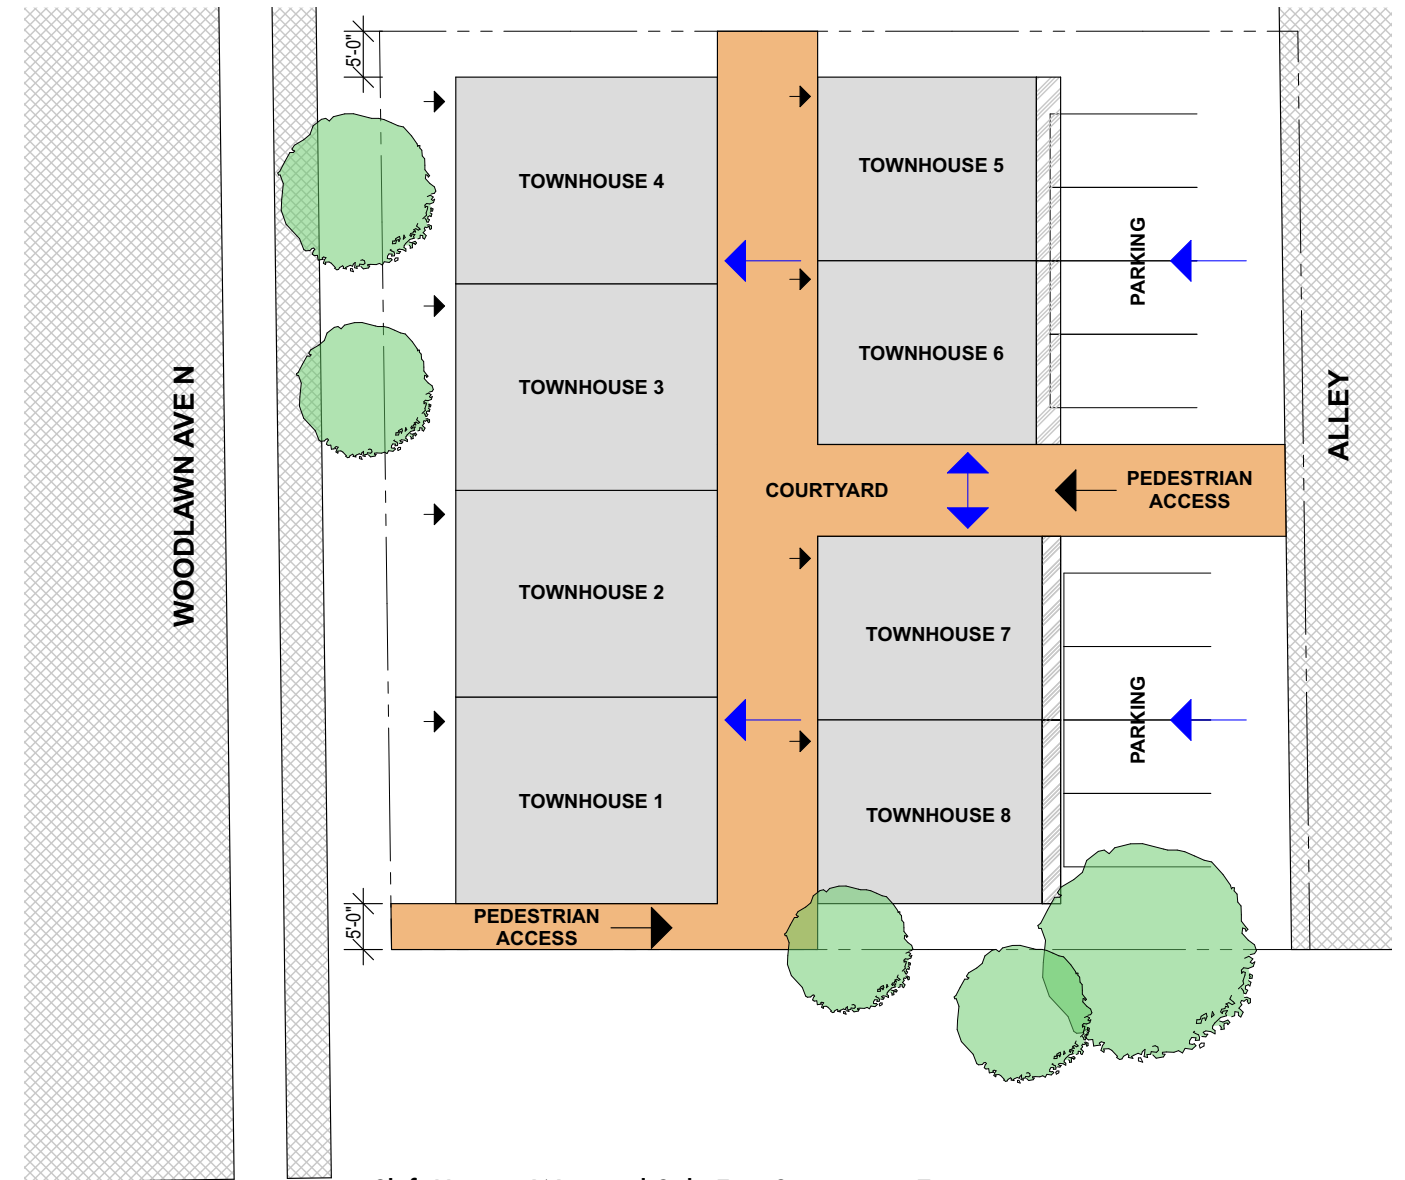 5'-0"
TOWNHOUSE 4
TOWNHOUSE 5
TOWNHOUSE 3
TOWNHOUSE 6
PARKING
WOODLAWN AVE N
ALLEY
COURTYARD
PEDESTRIAN
ACCESS
TOWNHOUSE 2
TOWNHOUSE 7
PARKING
TOWNHOUSE 1
TOWNHOUSE 8
5'-0"
PEDESTRIAN
ACCESS